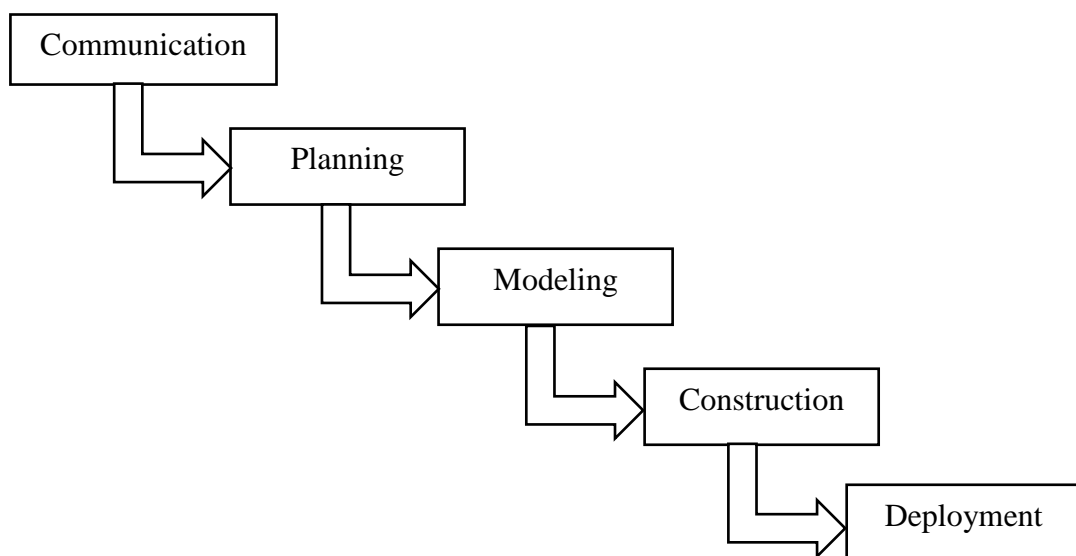 Communication
Planning
Modeling
Construction
Deployment